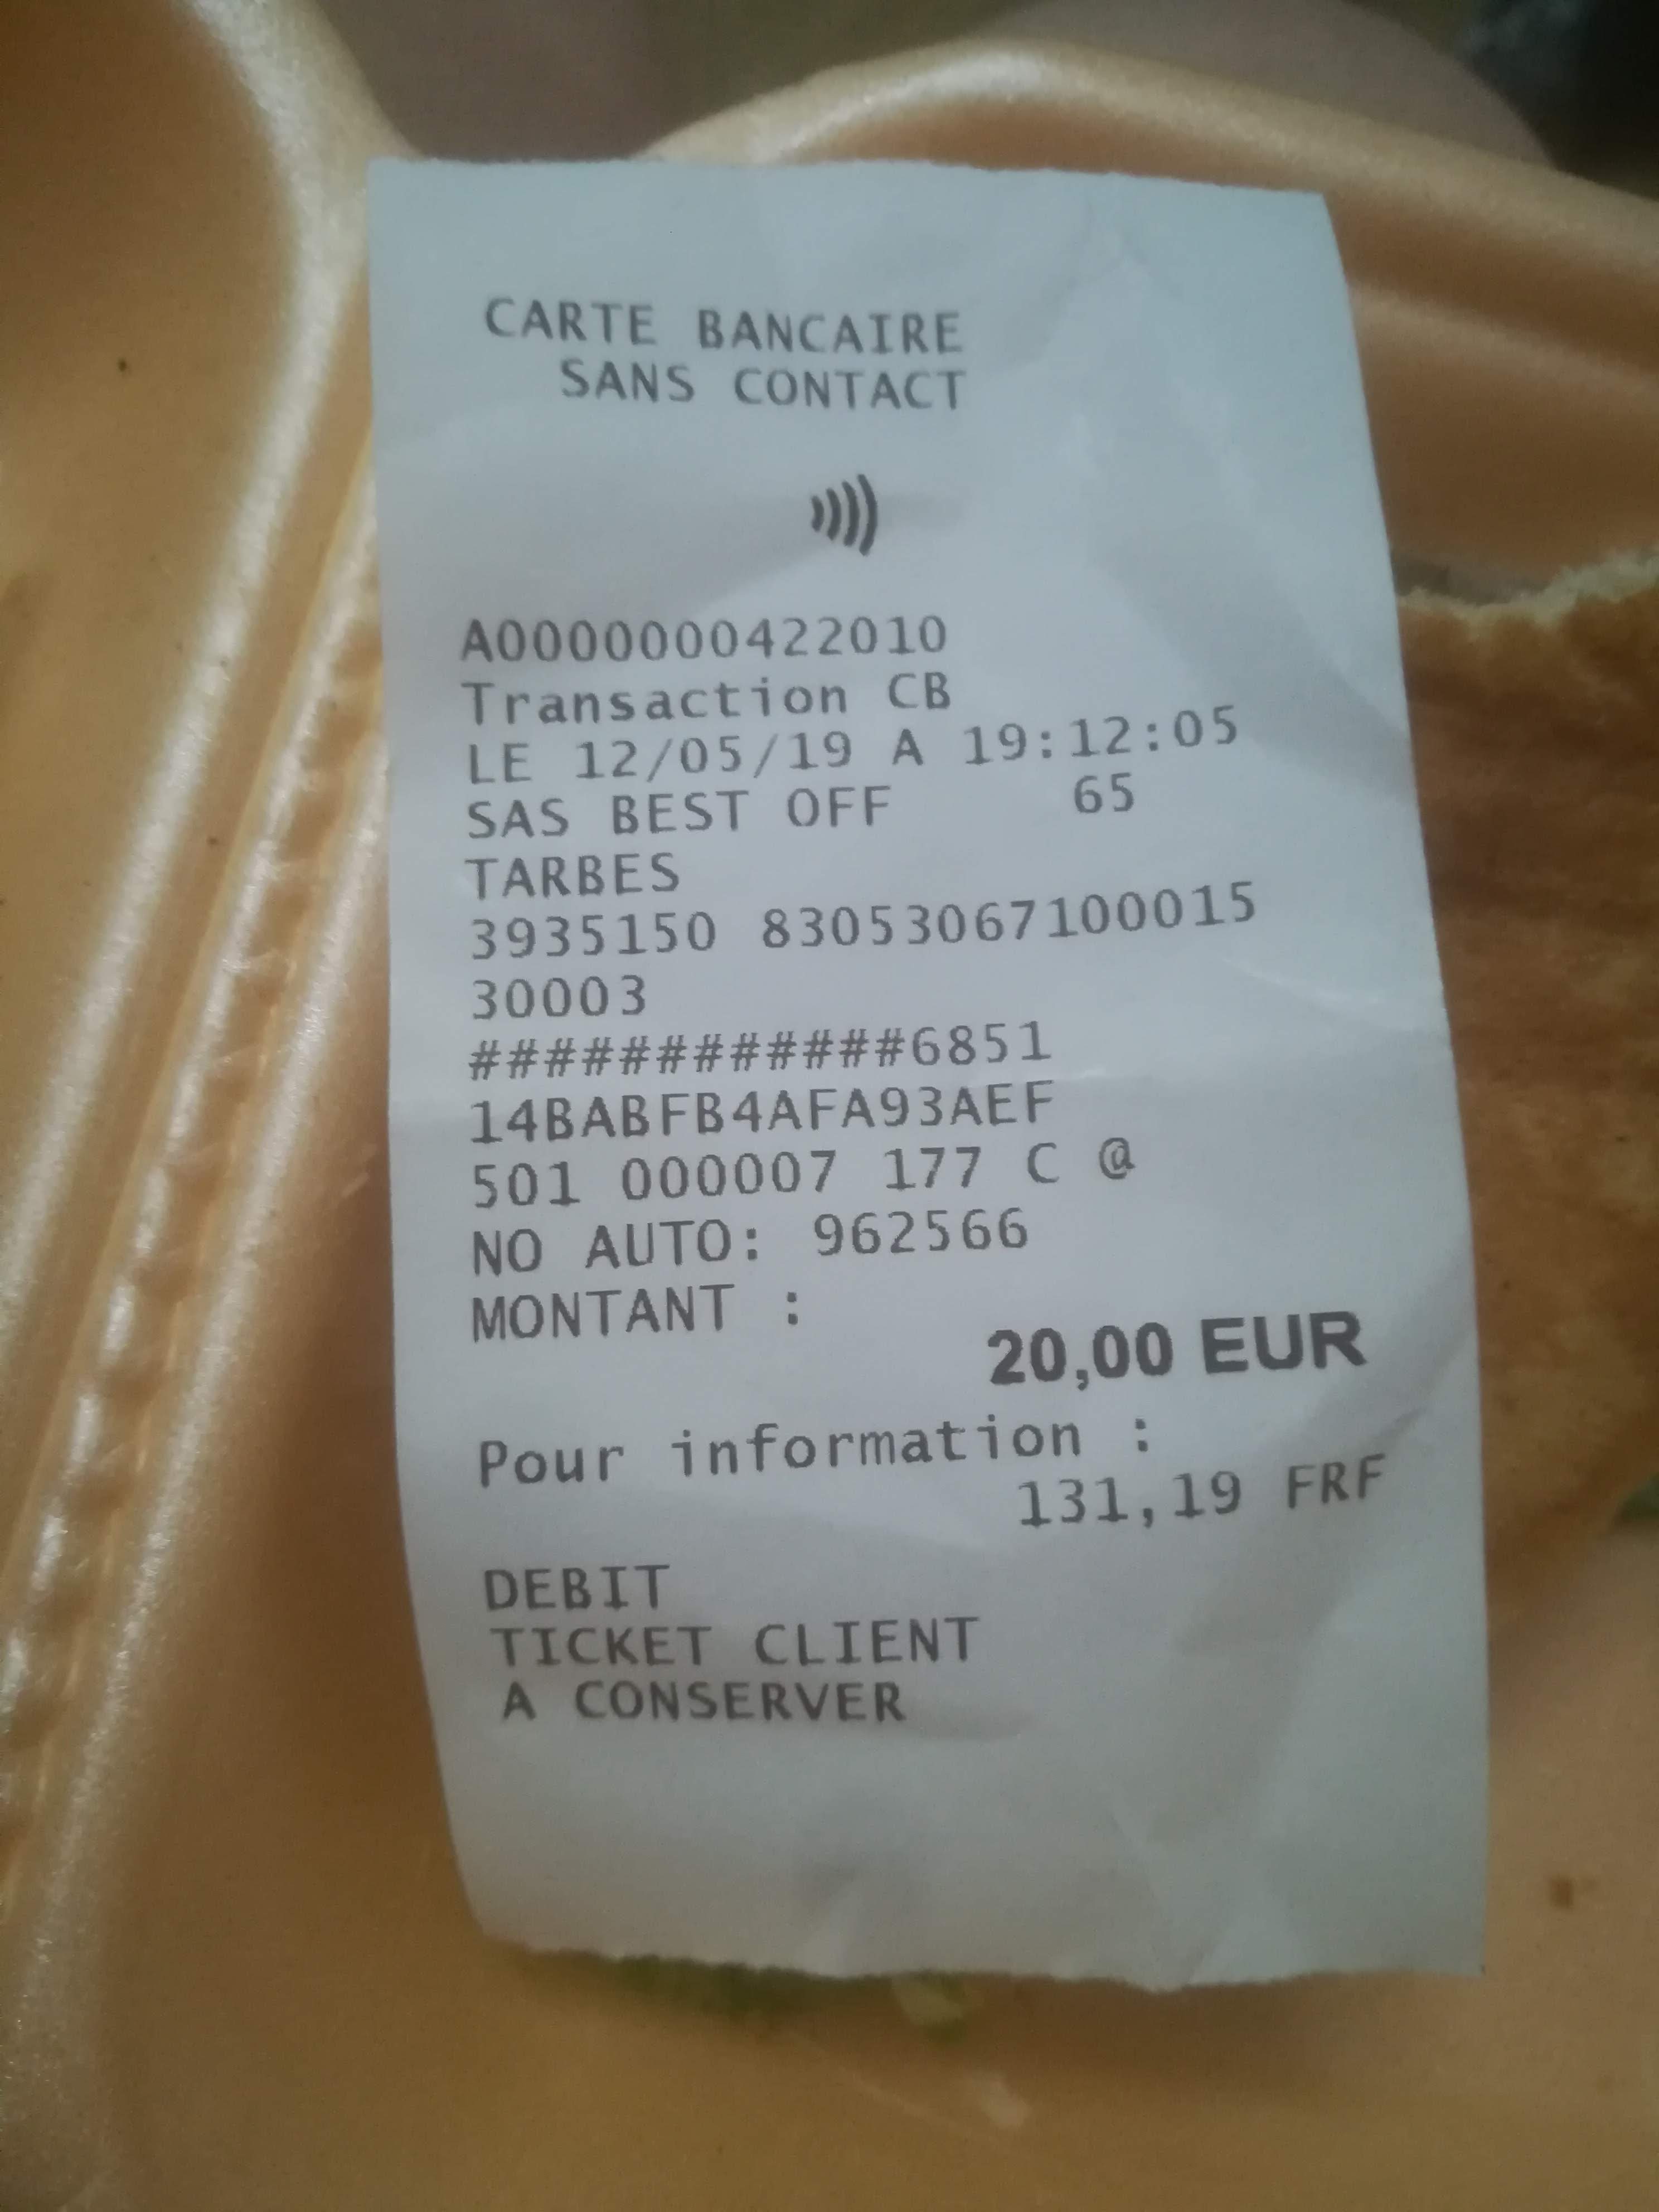 CARTE BANCAIRE
SANS CONTACT
A0000000422010
Transaction CB
LE 12/05/19 A 19:12:05
SAS BEST OFF 65
TARBES
3935150 83053067100015
30003
############6851
14BABFB4AFA93AEF
501 000007 177 C @
NO AUTO: 962566
MONTANT :
20,00 EUR
Pour information :
131,19 FRF
DEBIT
TICKET CLIENT
A CONSERVER